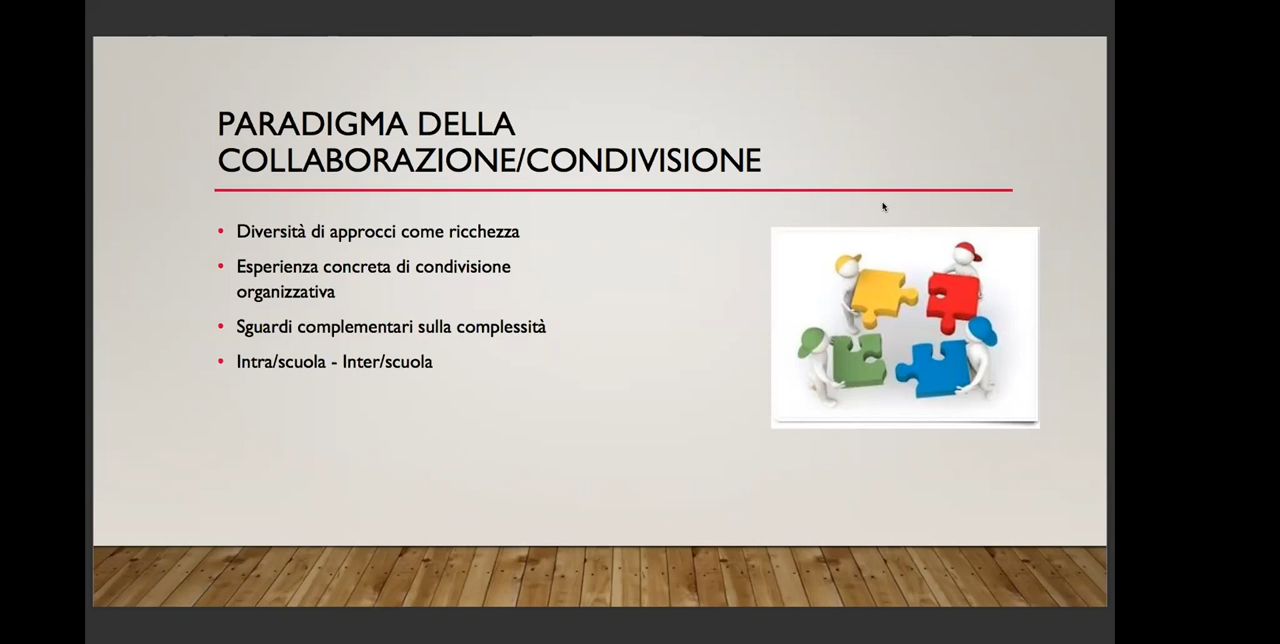 PARADIGMA DELLA
COLLABORAZIONE/CONDIVISIONE
• Diversità di approcci come ricchezza
• Esperienza concreta di condivisione
organizzativa
• Sguardi complementari sulla complessità
• Intra/scuola - Inter/scuola